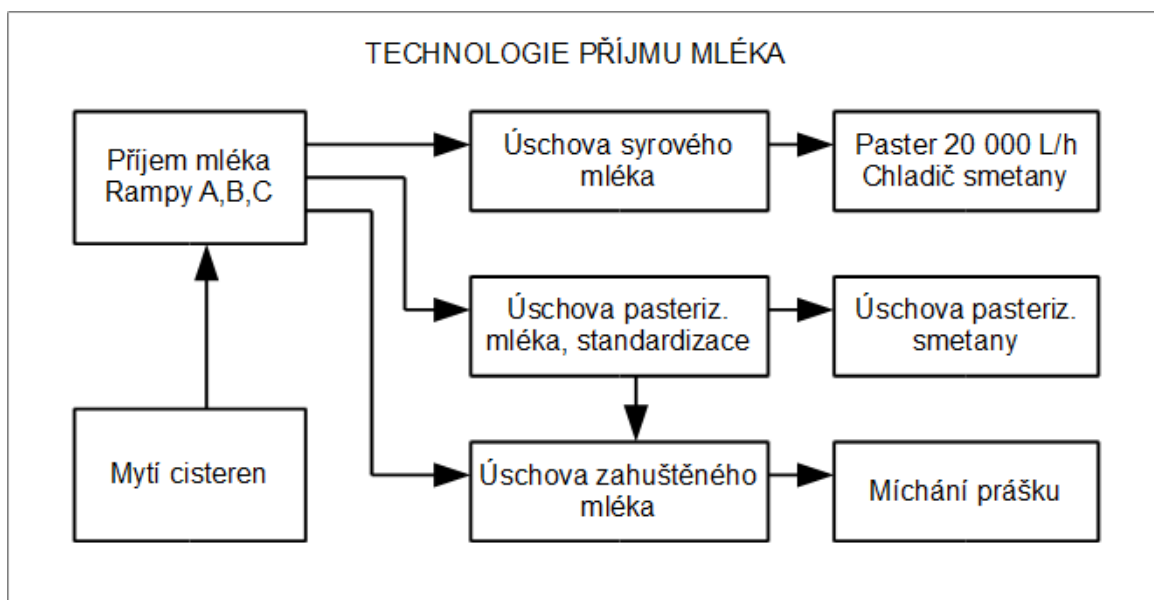 TECHNOLOGIE PŘÍJMU MLÉKA
Příjem mléka
Rampy A,B,C
Úschova syrového
mléka
Paster 20 000 L/h
Chladič smetany
Úschova pasteriz.
mléka, standardizace
Úschova pasteriz.
smetany
Mytí cisteren
Úschova zahuštěného
mléka
Míchání prášku